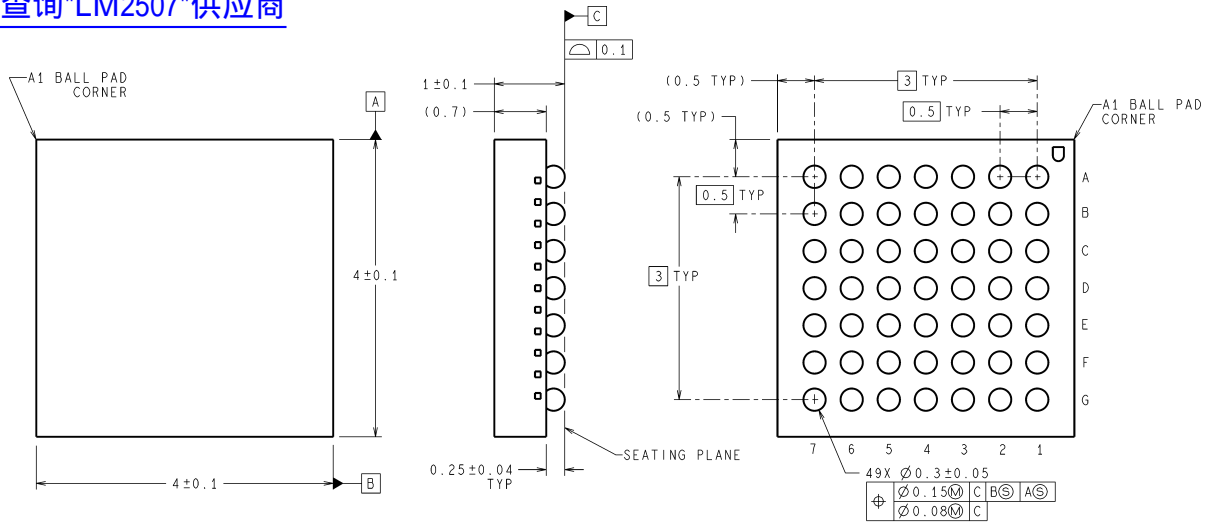 查询"LM2507"供应商
A1 BALL PAD
CORNER
A
4±0.1
4±0.1
B
C
⌓ 0.1
1±0.1
(0.7)
0.25±0.04
TYP
SEATING PLANE
(0.5 TYP)
3 TYP
0.5 TYP
(0.5 TYP)
A1 BALL PAD
CORNER
0.5 TYP
3 TYP
A
B
C
D
E
F
G
7 6 5 4 3 2 1
49X Ø0.3±0.05
⌖ Ø0.15Ⓜ C BⓈ AⓈ
Ø0.08Ⓜ C